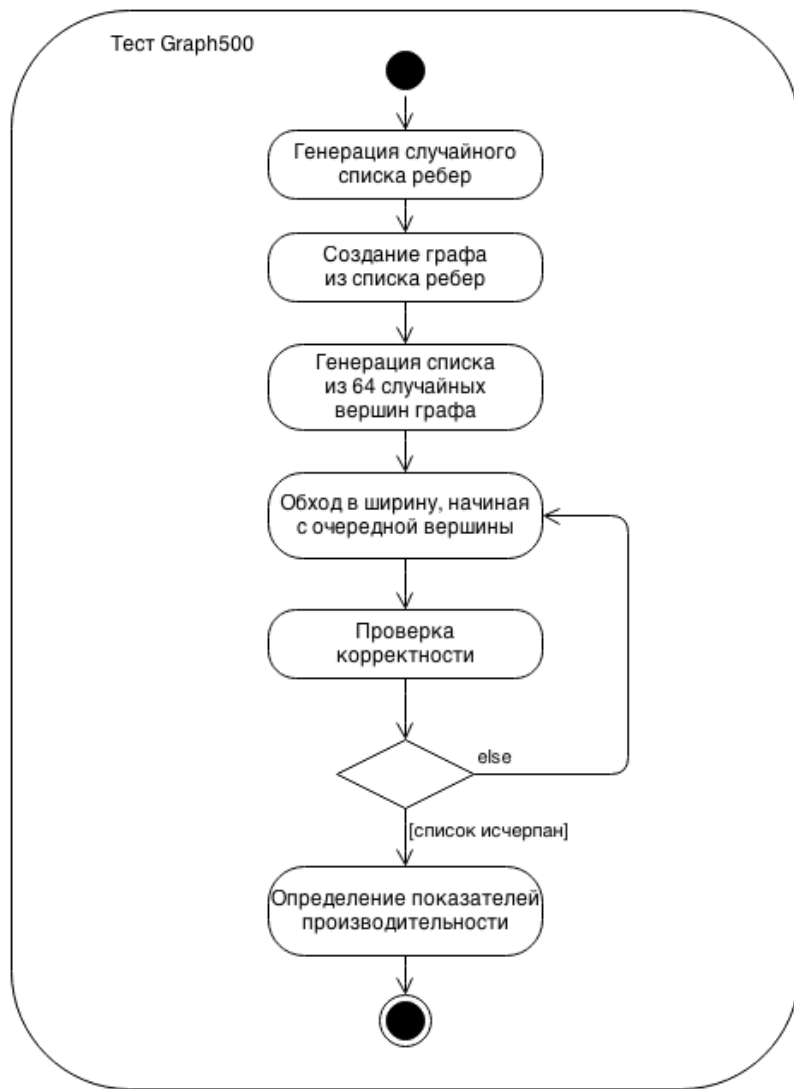 Тест Graph500
Генерация случайного
списка ребер
Создание графа
из списка ребер
Генерация списка
из 64 случайных
вершин графа
Обход в ширину, начиная
с очередной вершины
Проверка
корректности
else
[список исчерпан]
Определение показателей
производительности